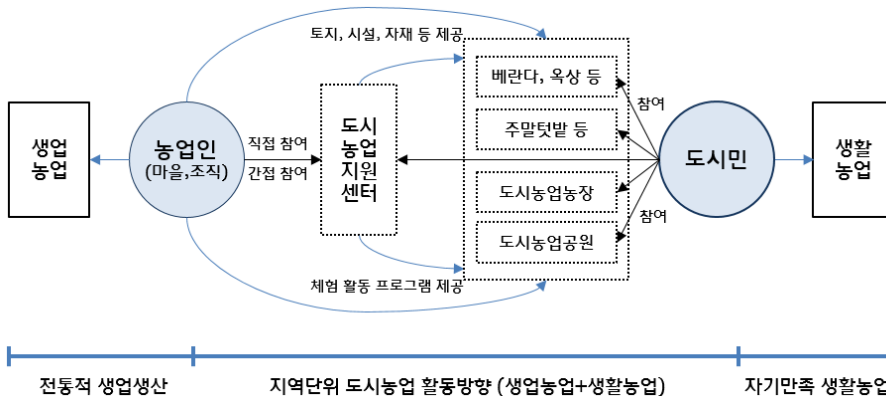 토지, 시설, 자재 등 제공
베란다, 옥상 등
참여
생업
농업
농업인
(마을,조직)
직접 참여
간접 참여
도시
농업
지원
센터
주말텃밭 등
도시민
생활
농업
도시농업농장
참여
도시농업공원
체험 활동 프로그램 제공
전통적 생업생산
지역단위 도시농업 활동방향 (생업농업+생활농업)
자기만족 생활농업